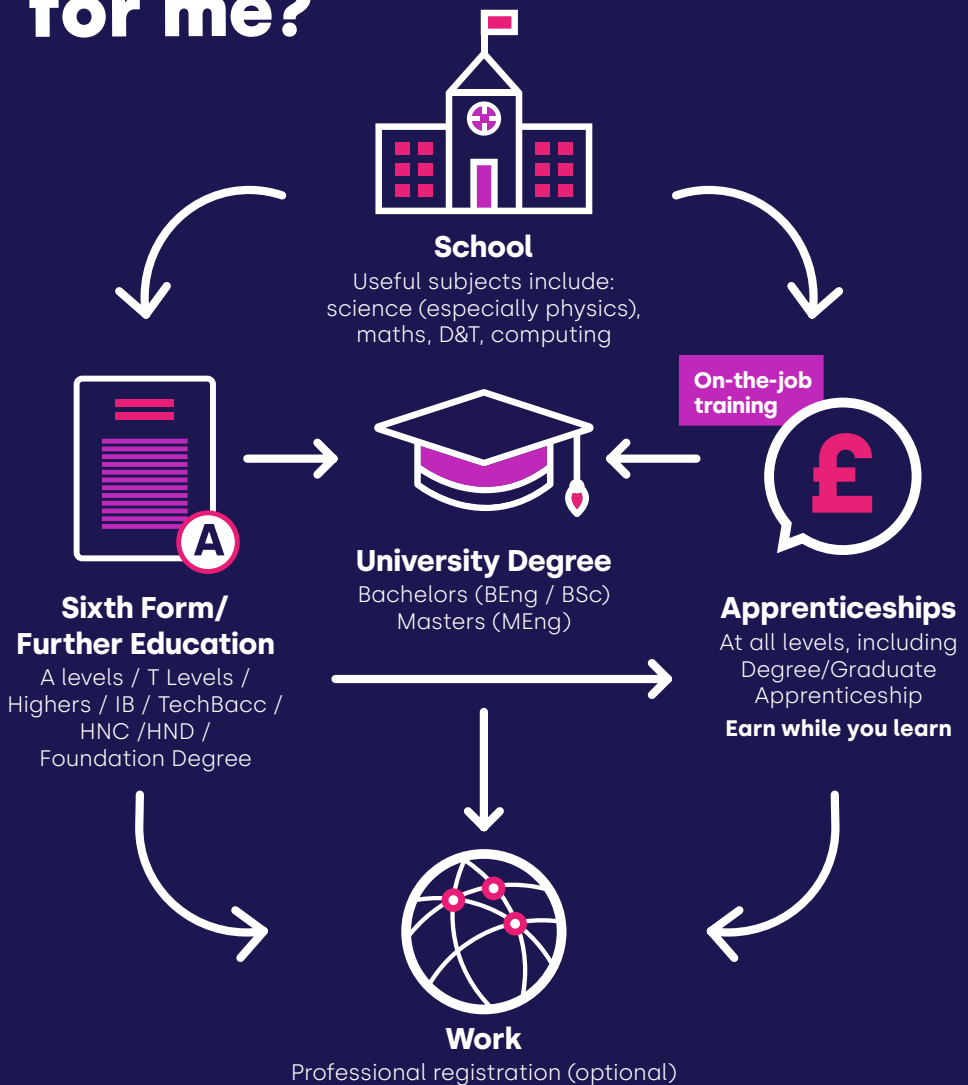 for me?
School
Useful subjects include:
science (especially physics),
maths, D&T, computing
On-the-job
training
£
A
University Degree
Bachelors (BEng / BSc)
Masters (MEng)
Sixth Form/
Further Education
A levels / T Levels /
Highers / IB / TechBacc /
HNC /HND /
Foundation Degree
Apprenticeships
At all levels, including
Degree/Graduate
Apprenticeship
Earn while you learn
Work
Professional registration (optional)